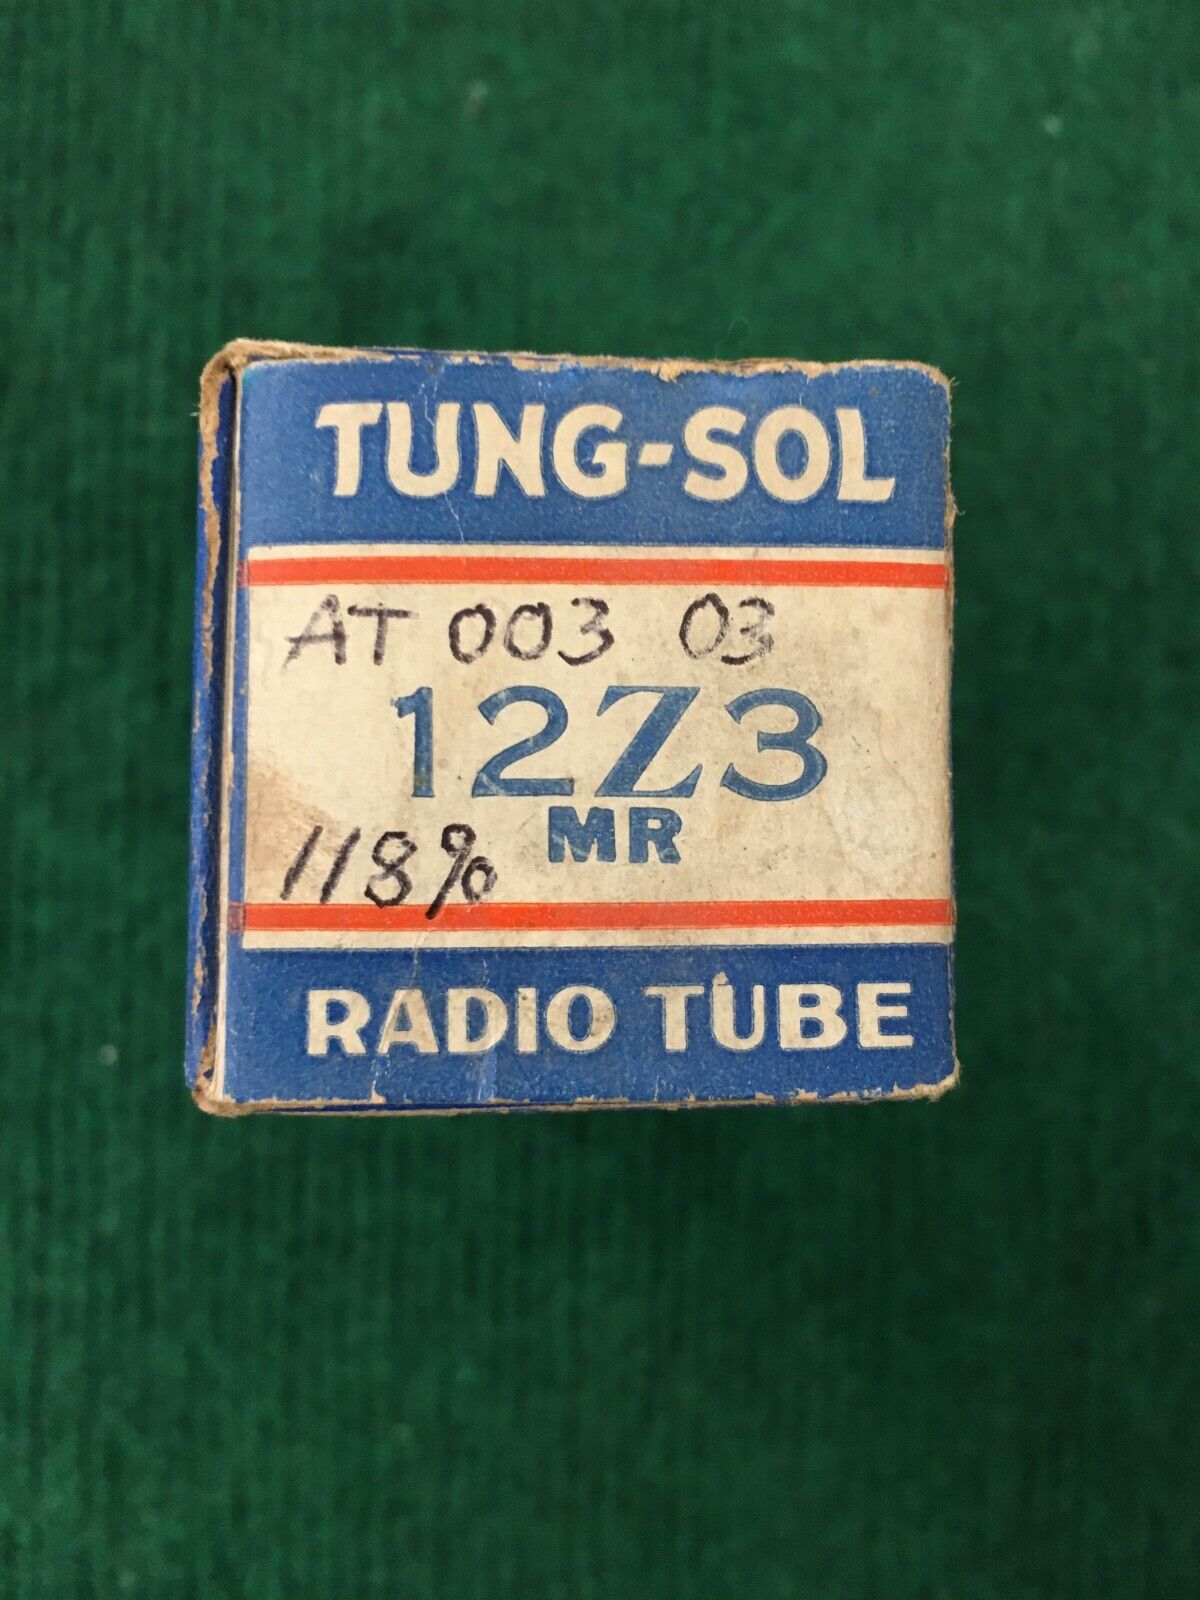 TUNG-SOL
AT 003 03
12Z3
MR
118%
RADIO TUBE